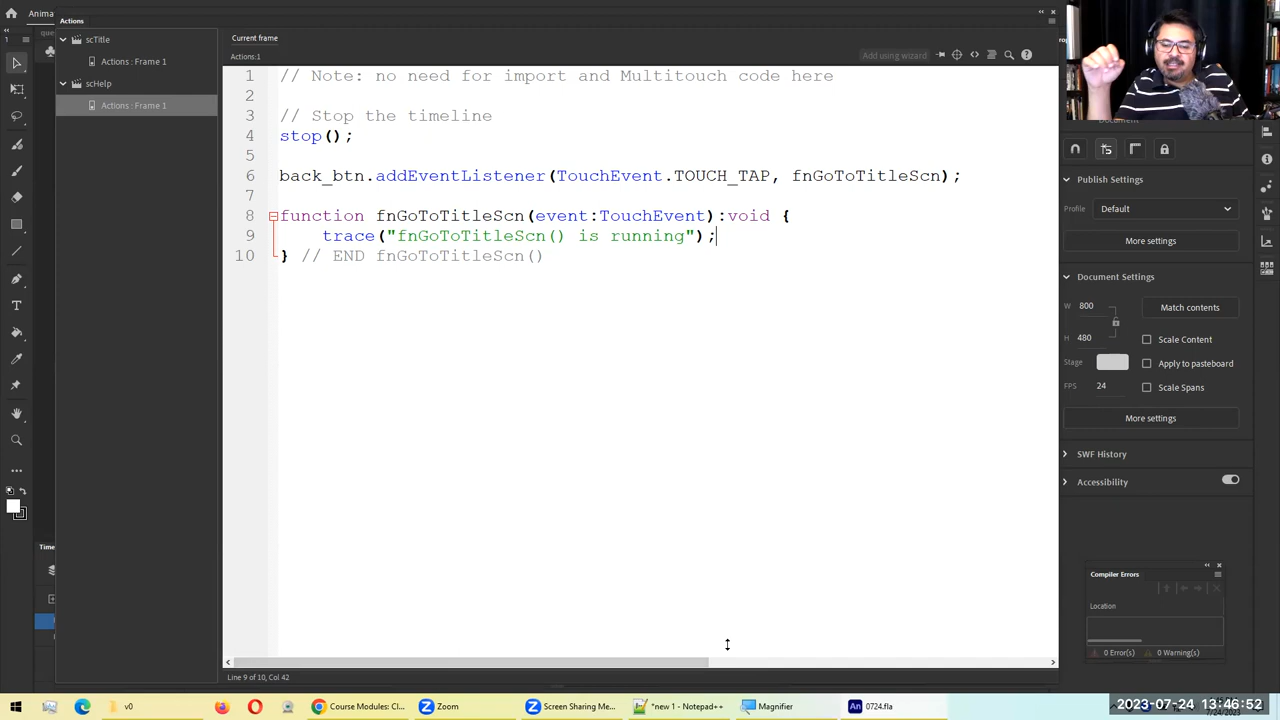 Anima
Actions
que
scTitle
Actions : Frame 1
scHelp
Actions : Frame 1
Current frame
Actions:1
Add using wizard
1 // Note: no need for import and Multitouch code here
2
3 // Stop the timeline
4 stop();
5
6 back_btn.addEventListener(TouchEvent.TOUCH_TAP, fnGoToTitleScn);
7
8 function fnGoToTitleScn(event:TouchEvent):void {
9 trace("fnGoToTitleScn() is running");
10 } // END fnGoToTitleScn()
Line 9 of 10, Col 42
Time
Document
Publish Settings
Profile Default
More settings
Document Settings
W 800
Match contents
H 480
Scale Content
Stage
Apply to pasteboard
FPS 24
Scale Spans
More settings
SWF History
Accessibility
Compiler Errors
Location
0 Error(s) 0 Warning(s)
v0
Course Modules: Cl...
Zoom
Screen Sharing Me...
*new 1 - Notepad++
Magnifier
0724.fla
2023-07-24 13:46:52